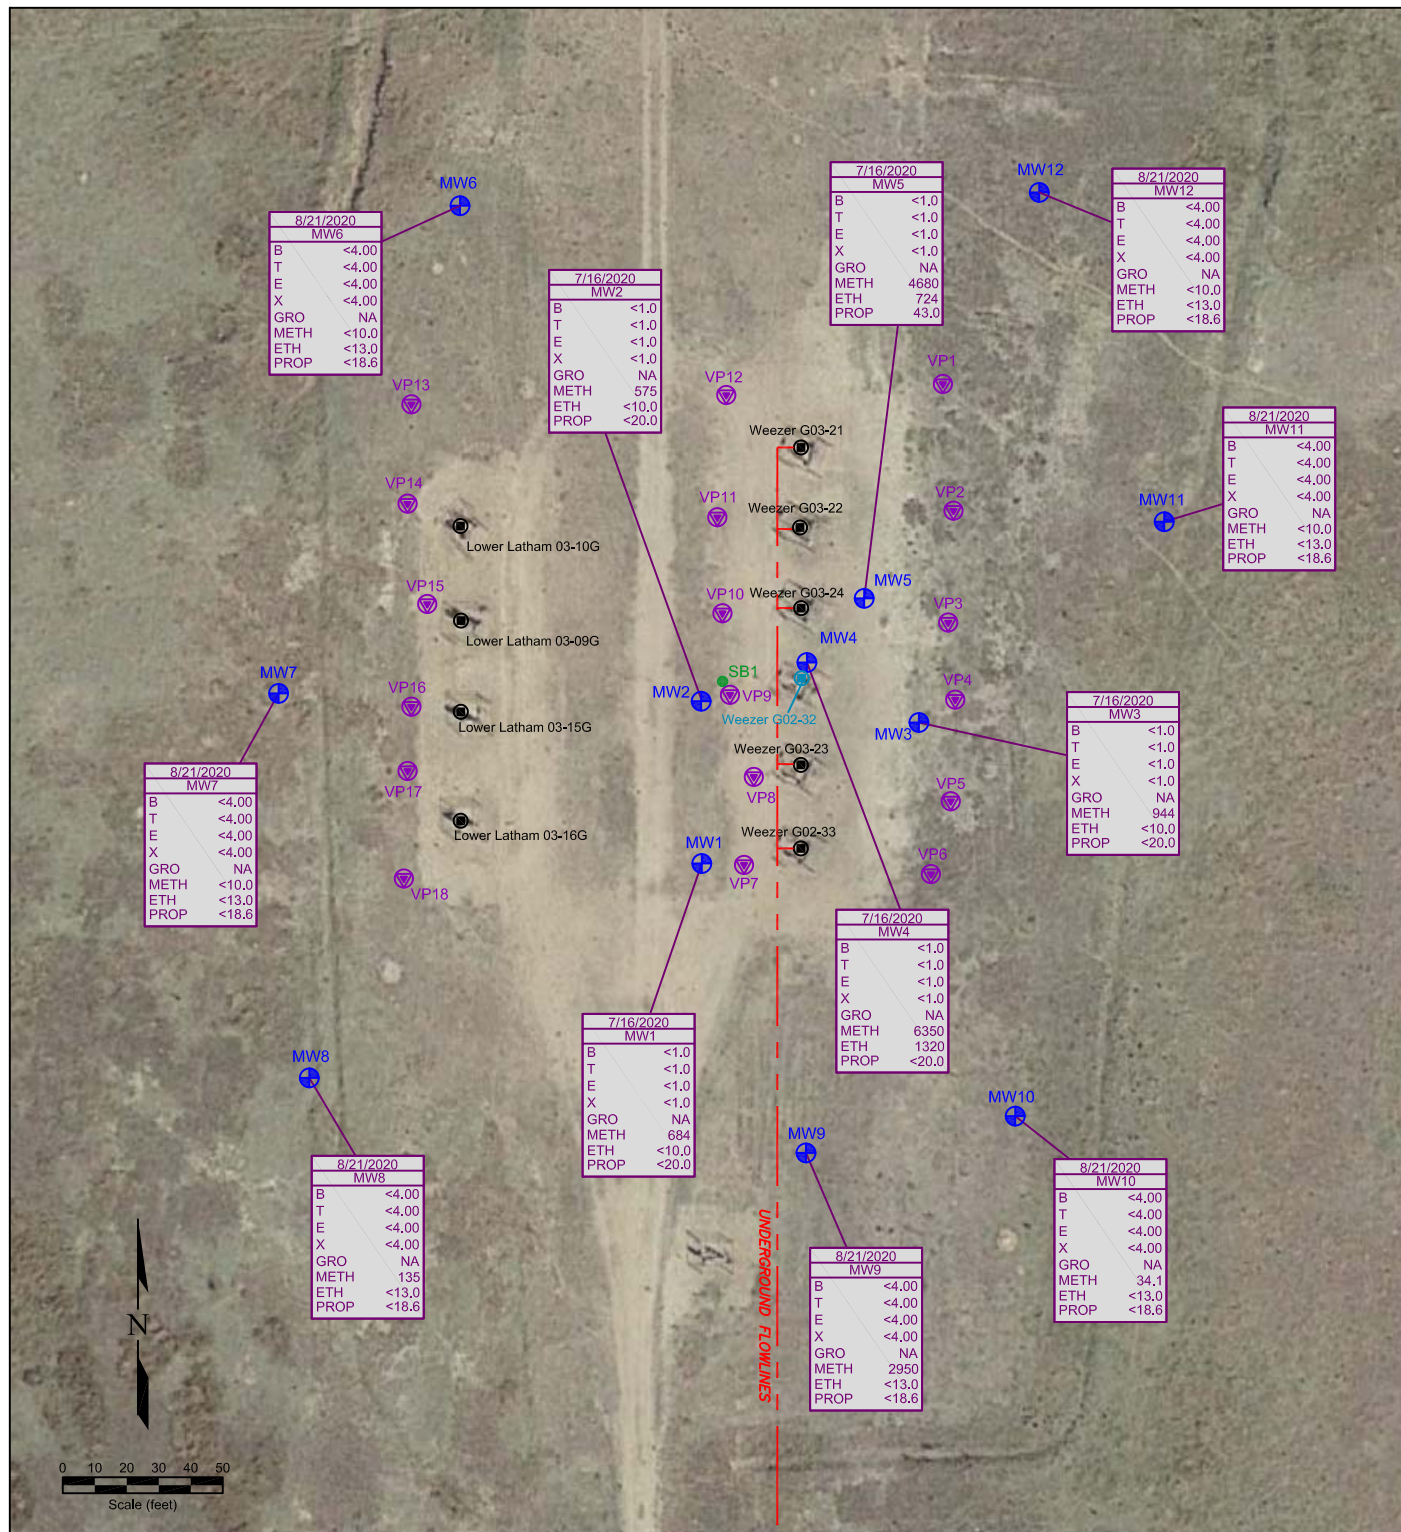 MW6
8/21/2020
MW6
B <4.00
T <4.00
E <4.00
X <4.00
GRO NA
METH <10.0
ETH <13.0
PROP <18.6
7/16/2020
MW5
B <1.0
T <1.0
E <1.0
X <1.0
GRO NA
METH 4680
ETH 724
PROP 43.0
MW12
8/21/2020
MW12
B <4.00
T <4.00
E <4.00
X <4.00
GRO NA
METH <10.0
ETH <13.0
PROP <18.6
7/16/2020
MW2
B <1.0
T <1.0
E <1.0
X <1.0
GRO NA
METH 575
ETH <10.0
PROP <20.0
VP13
VP12
VP1
8/21/2020
MW11
B <4.00
T <4.00
E <4.00
X <4.00
GRO NA
METH <10.0
ETH <13.0
PROP <18.6
Weezer G03-21
VP14
VP11
Weezer G03-22
VP2
MW11
Lower Latham 03-10G
VP15
VP10
Weezer G03-24
MW5
VP3
Lower Latham 03-09G
MW4
MW7
SB1
VP16
MW2
VP9
VP4
Weezer G02-32
MW3
Lower Latham 03-15G
7/16/2020
MW3
B <1.0
T <1.0
E <1.0
X <1.0
GRO NA
METH 944
ETH <10.0
PROP <20.0
Weezer G03-23
8/21/2020
MW7
B <4.00
T <4.00
E <4.00
X <4.00
GRO NA
METH <10.0
ETH <13.0
PROP <18.6
VP17
VP8
VP5
Lower Latham 03-16G
Weezer G02-33
MW1
VP6
VP18
VP7
7/16/2020
MW4
B <1.0
T <1.0
E <1.0
X <1.0
GRO NA
METH 6350
ETH 1320
PROP <20.0
7/16/2020
MW1
B <1.0
T <1.0
E <1.0
X <1.0
GRO NA
METH 684
ETH <10.0
PROP <20.0
MW8
8/21/2020
MW8
B <4.00
T <4.00
E <4.00
X <4.00
GRO NA
METH 135
ETH <13.0
PROP <18.6
MW9
8/21/2020
MW9
B <4.00
T <4.00
E <4.00
X <4.00
GRO NA
METH 2950
ETH <13.0
PROP <18.6
MW10
8/21/2020
MW10
B <4.00
T <4.00
E <4.00
X <4.00
GRO NA
METH 34.1
ETH <13.0
PROP <18.6
UNDERGROUND FLOWLINES
N
0 10 20 30 40 50
Scale (feet)